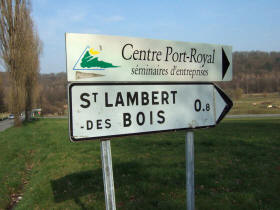 Centre Port-Royal
séminaires d'entreprises
ST LAMBERT
-DES BOIS 0.8